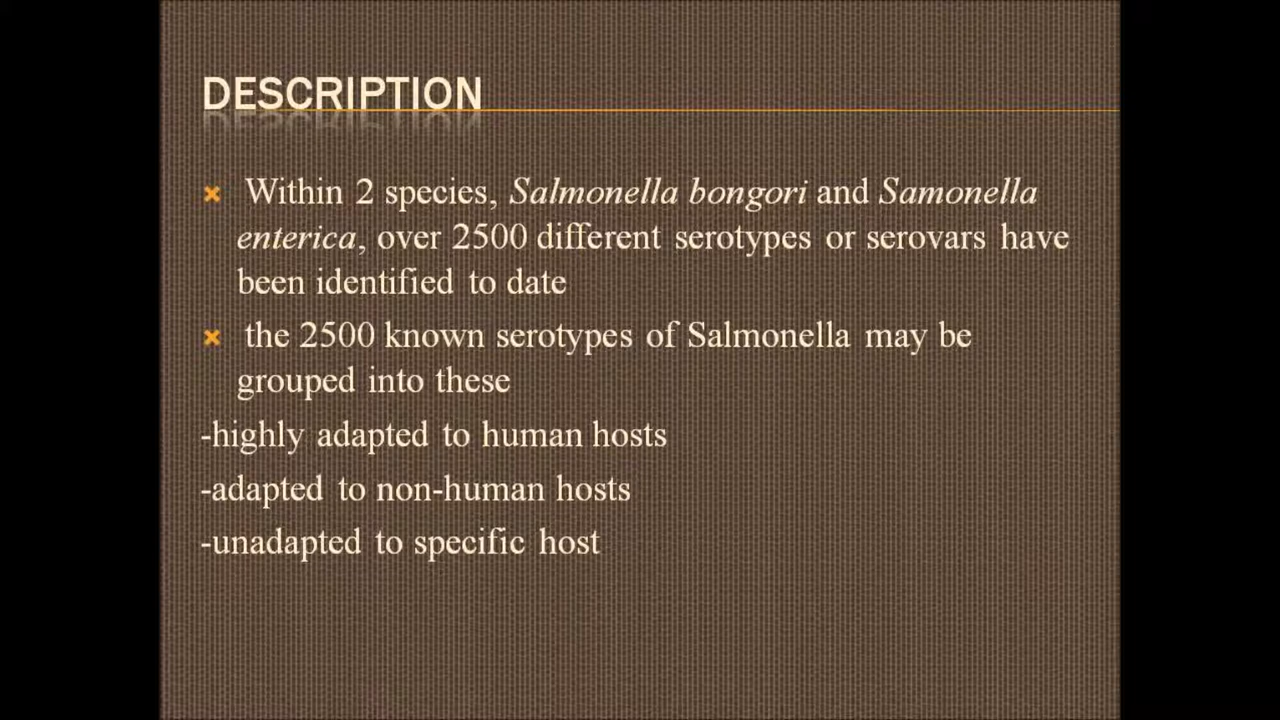 DESCRIPTION
× Within 2 species, Salmonella bongori and Samonella
enterica, over 2500 different serotypes or serovars have
been identified to date
× the 2500 known serotypes of Salmonella may be
grouped into these
-highly adapted to human hosts
-adapted to non-human hosts
-unadapted to specific host